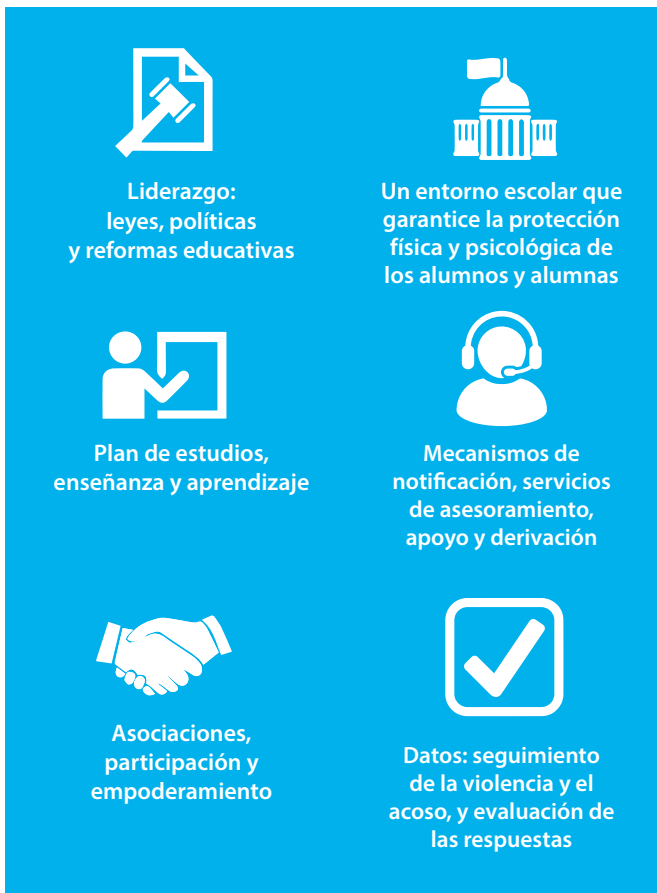 Liderazgo:
leyes, políticas
y reformas educativas
Un entorno escolar que
garantice la protección
física y psicológica de
los alumnos y alumnas
Plan de estudios,
enseñanza y aprendizaje
Mecanismos de
notificación, servicios
de asesoramiento,
apoyo y derivación
Asociaciones,
participación y
empoderamiento
Datos: seguimiento
de la violencia y el
acoso, y evaluación de
las respuestas